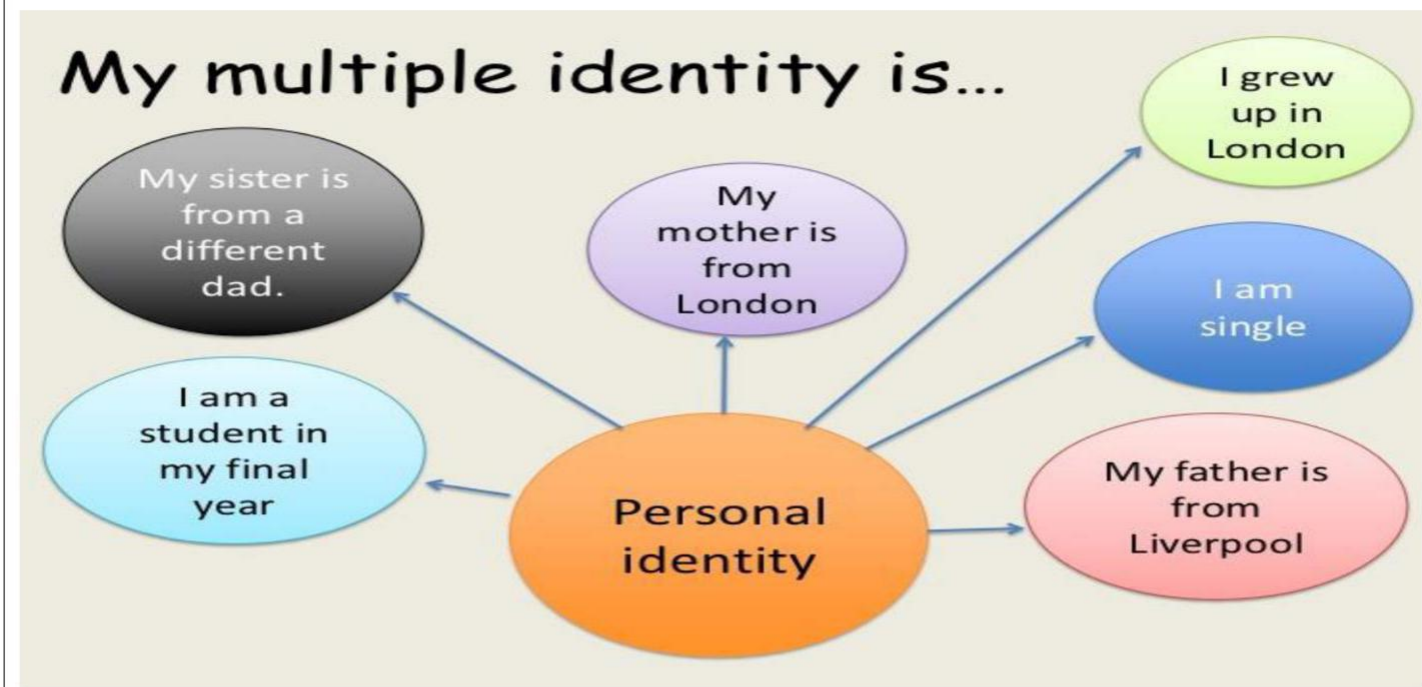 My multiple identity is...
My sister is
from a
different
dad.
My
mother is
from
London
I grew
up in
London
I am
single
I am a
student in
my final
year
Personal
identity
My father is
from
Liverpool